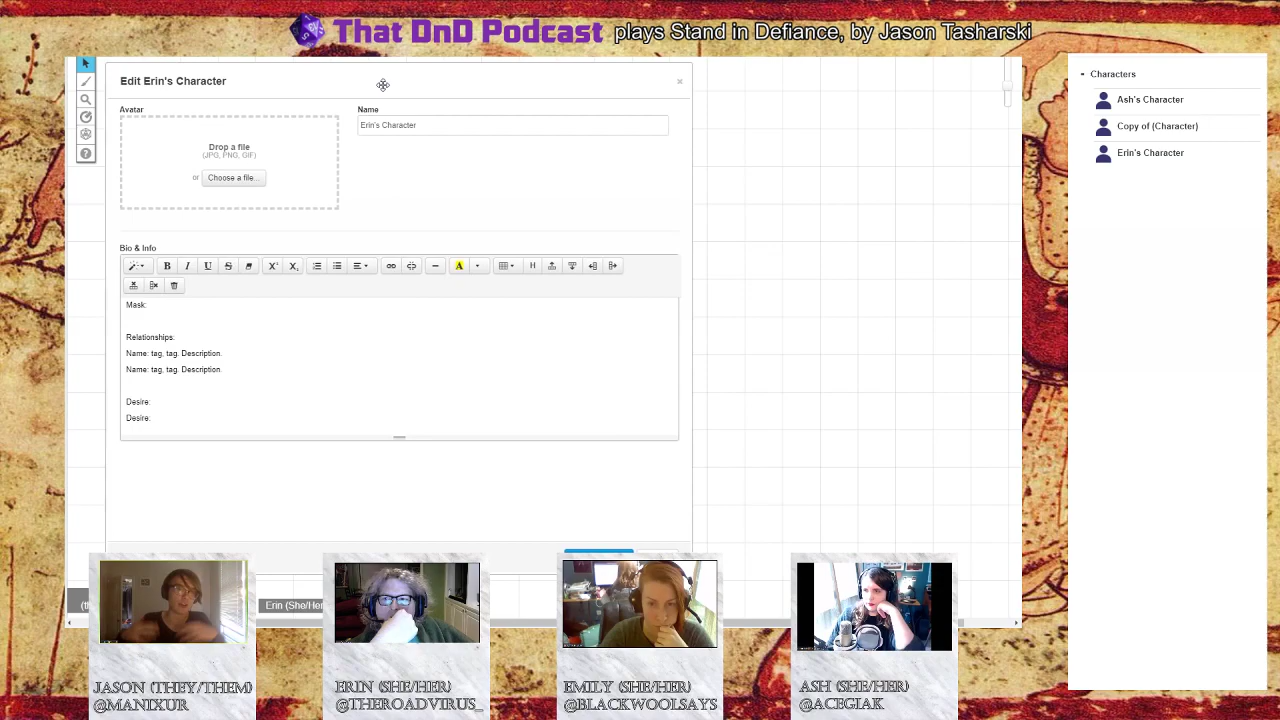 That DnD Podcast plays Stand in Defiance, by Jason Tasharski
Edit Erin's Character
×
Avatar
Name
Erin's Character
Drop a file
(JPG, PNG, GIF)
or Choose a file...
Bio & Info
B I U S X² X, H A
Mask:
Relationships:
Name: tag, tag. Description.
Name: tag, tag. Description.
Desire:
Desire:
Characters
Ash's Character
Copy of (Character)
Erin's Character
Erin (She/Her
JASON (THEY/THEM)
@MANIXUR
ERIN (SHE/HER)
@THEROADVIRUS_
EMILY (SHE/HER)
@BLACKWOOLSAYS
ASH (SHE/HER)
@ACEGIAK